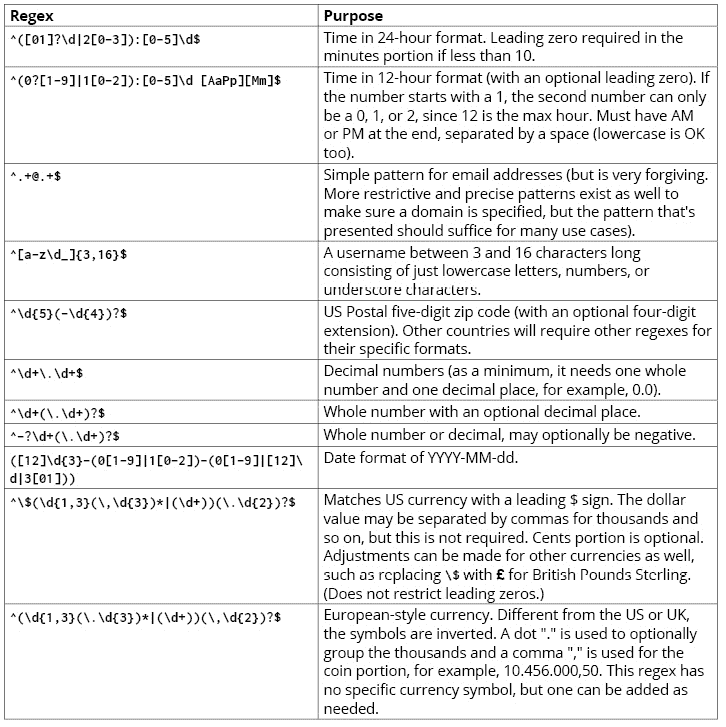 Regex Purpose
^([01]?\d|2[0-3]):[0-5]\d$ Time in 24-hour format. Leading zero required in the
minutes portion if less than 10.
^(0?[1-9]|1[0-2]):[0-5]\d [AaPp][Mm]$ Time in 12-hour format (with an optional leading zero). If
the number starts with a 1, the second number can only
be a 0, 1, or 2, since 12 is the max hour. Must have AM
or PM at the end, separated by a space (lowercase is OK
too).
^.+@.+$ Simple pattern for email addresses (but is very forgiving.
More restrictive and precise patterns exist as well to
make sure a domain is specified, but the pattern that's
presented should suffice for many use cases).
^[a-z\d_]{3,16}$ A username between 3 and 16 characters long
consisting of just lowercase letters, numbers, or
underscore characters.
^\d{5}(-\d{4})?$ US Postal five-digit zip code (with an optional four-digit
extension). Other countries will require other regexes for
their specific formats.
^\d+\.\d+$ Decimal numbers (as a minimum, it needs one whole
number and one decimal place, for example, 0.0).
^\d+(\.\d+)?$ Whole number with an optional decimal place.
^-?\d+(\.\d+)?$ Whole number or decimal, may optionally be negative.
([12]\d{3}-(0[1-9]|1[0-2])-(0[1-9]|[12]\ Date format of YYYY-MM-dd.
d|3[01]))
^\$(\d{1,3}(\,\d{3})*|(\d+))(\.\d{2})?$ Matches US currency with a leading $ sign. The dollar
value may be separated by commas for thousands and
so on, but this is not required. Cents portion is optional.
Adjustments can be made for other currencies as well,
such as replacing \$ with £ for British Pounds Sterling.
(Does not restrict leading zeros.)
^(\d{1,3}(\.\d{3})*|(\d+))(\,\d{2})?$ European-style currency. Different from the US or UK,
the symbols are inverted. A dot "." is used to optionally
group the thousands and a comma "," is used for the
coin portion, for example, 10.456.000,50. This regex has
no specific currency symbol, but one can be added as
needed.